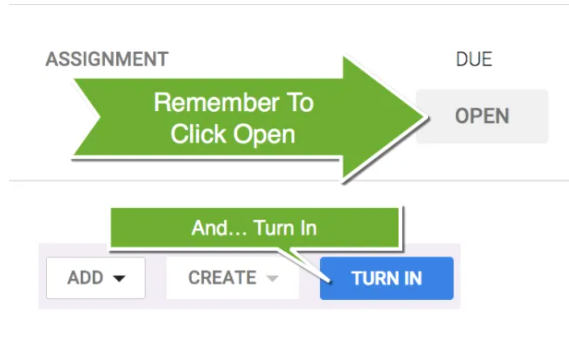 ASSIGNMENT DUE
Remember To
Click Open
OPEN
And... Turn In
ADD CREATE TURN IN